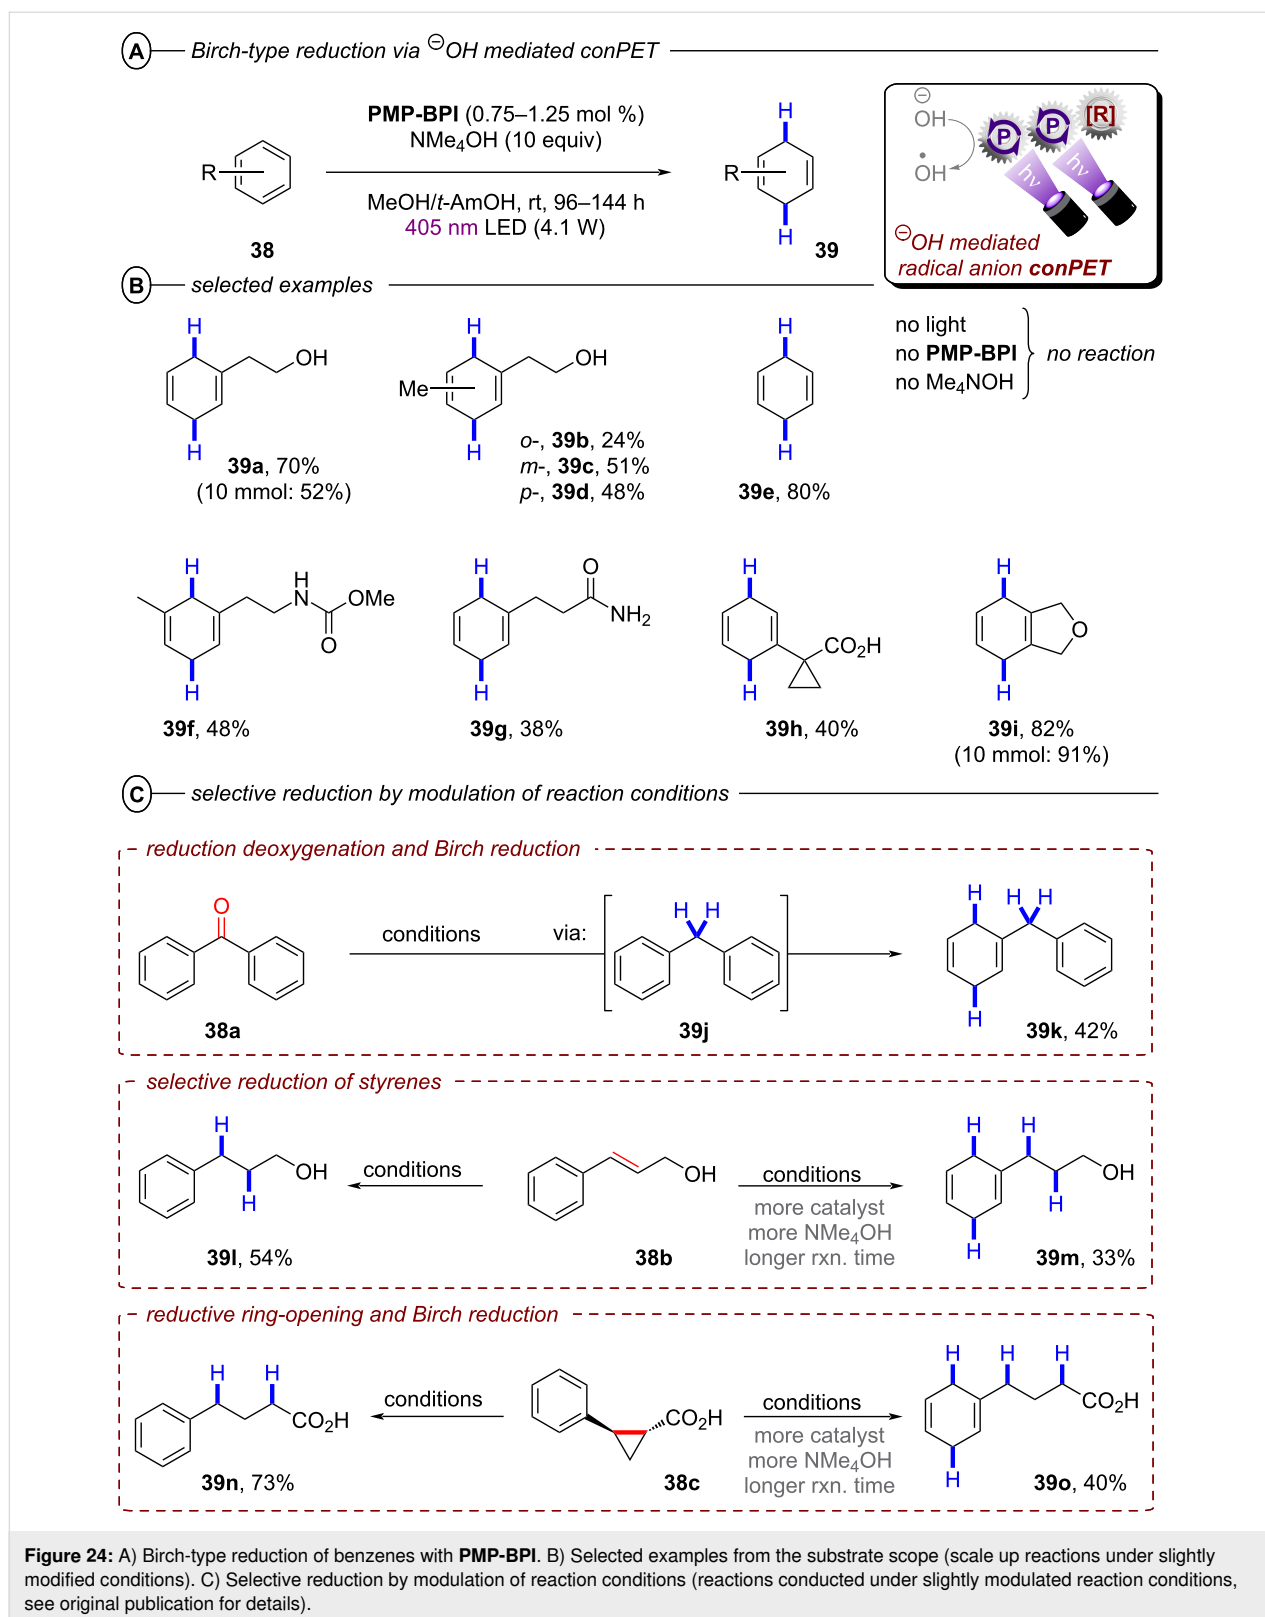 A Birch-type reduction via ⊖OH mediated conPET
PMP-BPI (0.75–1.25 mol %)
NMe₄OH (10 equiv)
MeOH/t-AmOH, rt, 96–144 h
405 nm LED (4.1 W)
R
38
H
R
H
39
⊖
OH
•
OH
P
P
[R]
hν
hν
⊖OH mediated
radical anion conPET
B selected examples
no light
no PMP-BPI
no Me₄NOH
no reaction
H
OH
H
39a, 70%
(10 mmol: 52%)
H
OH
Me
H
o-, 39b, 24%
m-, 39c, 51%
p-, 39d, 48%
H
H
39e, 80%
H
H
N
OMe
O
H
39f, 48%
H
O
NH₂
H
39g, 38%
H
CO₂H
H
39h, 40%
H
O
H
39i, 82%
(10 mmol: 91%)
C selective reduction by modulation of reaction conditions
reduction deoxygenation and Birch reduction
O
38a
conditions
via:
H H
39j
H
H H
H
39k, 42%
selective reduction of styrenes
H
OH
H
39l, 54%
conditions
OH
38b
conditions
more catalyst
more NMe₄OH
longer rxn. time
H H
OH
H
H
39m, 33%
reductive ring-opening and Birch reduction
H H
CO₂H
39n, 73%
conditions
CO₂H
38c
conditions
more catalyst
more NMe₄OH
longer rxn. time
H H H
CO₂H
H
39o, 40%
Figure 24: A) Birch-type reduction of benzenes with PMP-BPI. B) Selected examples from the substrate scope (scale up reactions under slightly
modified conditions). C) Selective reduction by modulation of reaction conditions (reactions conducted under slightly modulated reaction conditions,
see original publication for details).